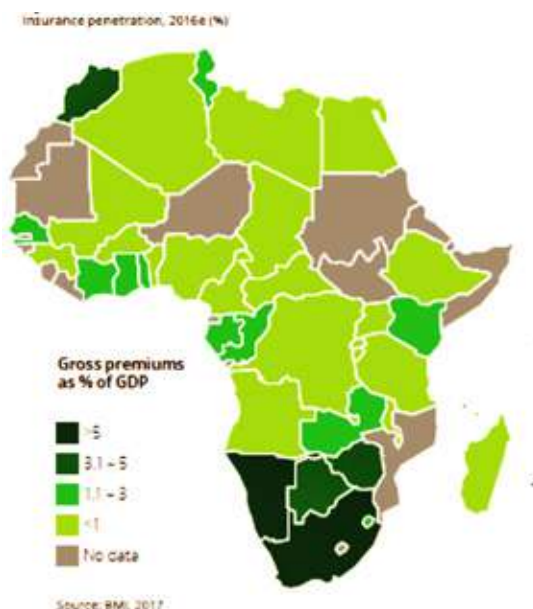 Insurance penetration, 2016e (%)
Gross premiums
as % of GDP
>5
3.1 – 5
1.1 – 3
<1
No data
Source: BMI, 2017